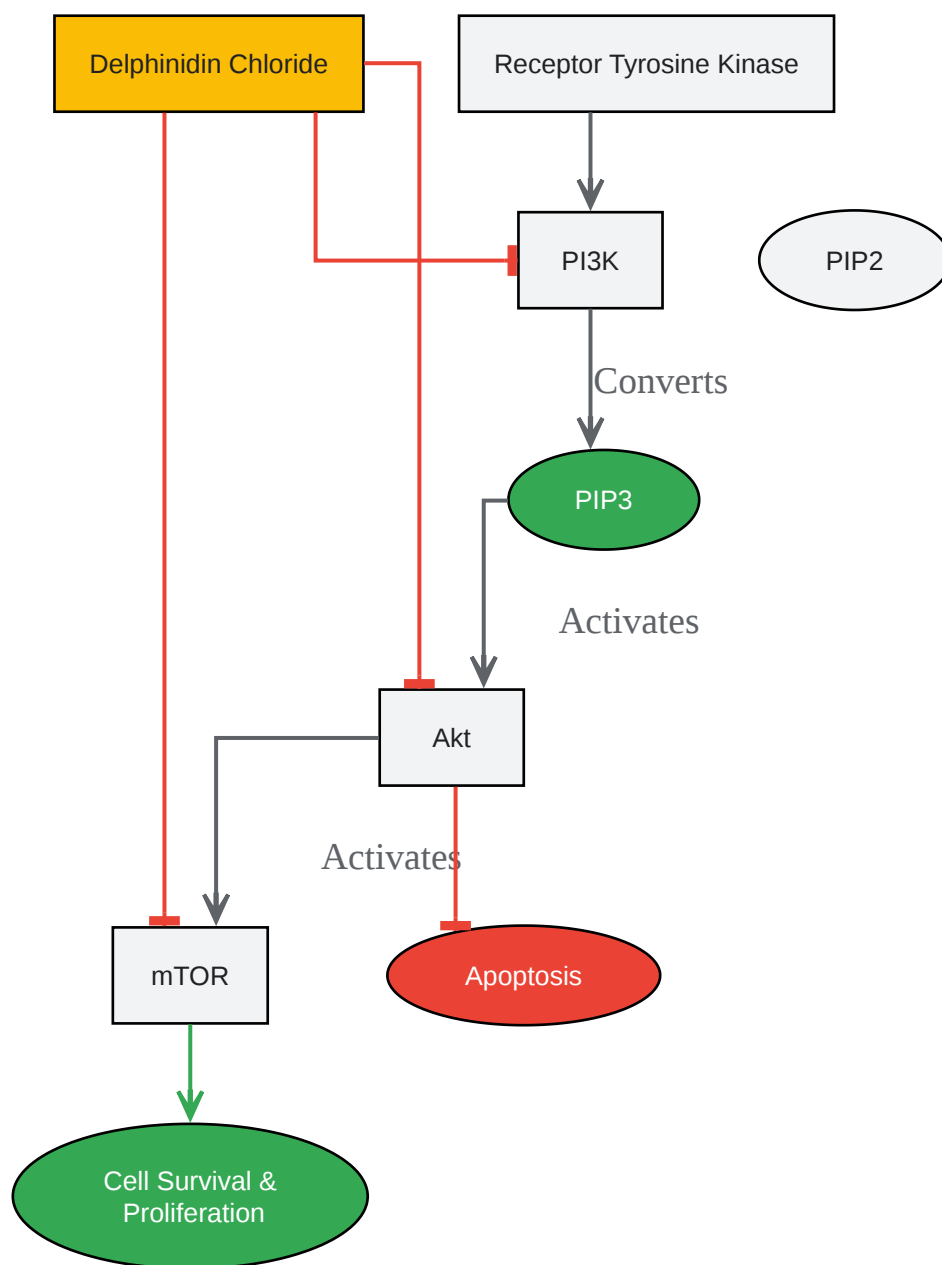 Delphinidin Chloride
Receptor Tyrosine Kinase
PI3K
PIP2
Converts
PIP3
Activates
Akt
Activates
mTOR
Apoptosis
Cell Survival &
Proliferation